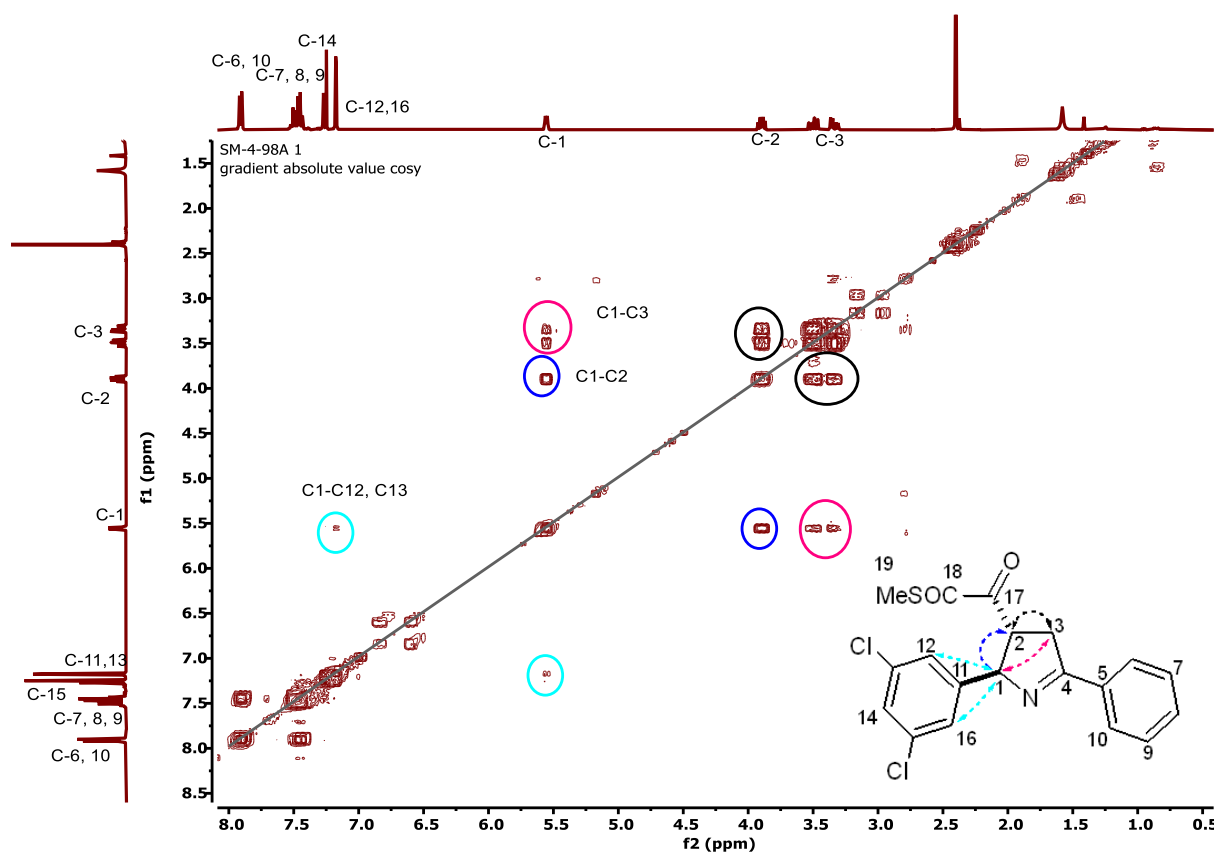 C-14
C-6, 10
C-7, 8, 9
C-12,16
C-1
C-2
C-3
SM-4-98A 1
gradient absolute value cosy
1.5
2.0
2.5
3.0
3.5
4.0
4.5
5.0
5.5
6.0
6.5
7.0
7.5
8.0
8.5
f1 (ppm)
C-3
C-2
C-1
C-11,13
C-15
C-7, 8, 9
C-6, 10
C1-C3
C1-C2
C1-C12, C13
19
18
O
MeSOC
17
Cl
12
2
3
11
5
7
1
4
14
N
16
10
9
Cl
8.0
7.5
7.0
6.5
6.0
5.5
5.0
4.5
4.0
3.5
3.0
2.5
2.0
1.5
1.0
0.5
f2 (ppm)